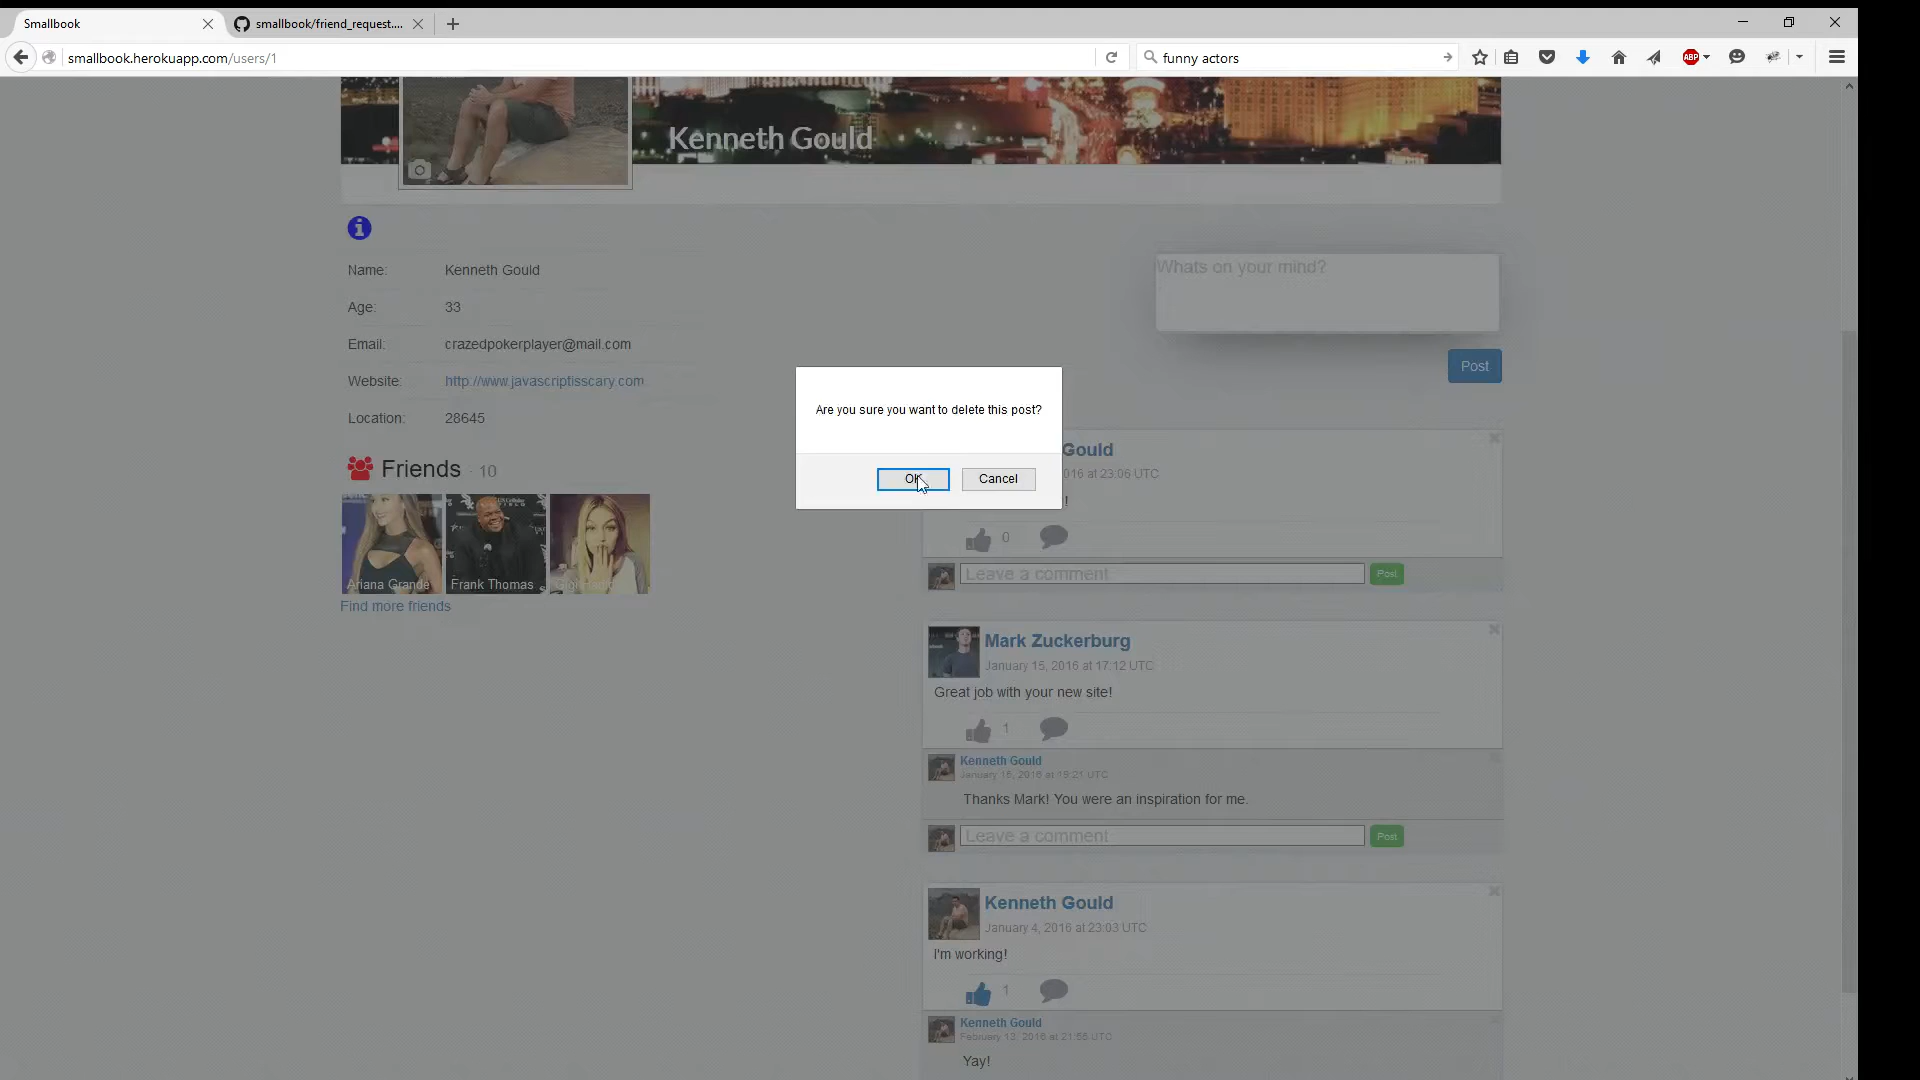 Smallbook
smallbook/friend_request....
smallbook.herokuapp.com/users/1
funny actors
ABP
Kenneth Gould
Name: Kenneth Gould
Age: 33
Email: crazedpokerplayer@mail.com
Website: http://www.javascriptisscary.com
Location: 28645
Friends · 10
Ariana Grande
Frank Thomas
Find more friends
Whats on your mind?
Post
Are you sure you want to delete this post?
OK
Cancel
Gould
016 at 23:06 UTC
!
0
Leave a comment
Post
Mark Zuckerburg
January 15, 2016 at 17:12 UTC
Great job with your new site!
1
Kenneth Gould
Thanks Mark! You were an inspiration for me.
Leave a comment
Post
Kenneth Gould
January 4, 2016 at 23:03 UTC
I'm working!
1
Kenneth Gould
Yay!